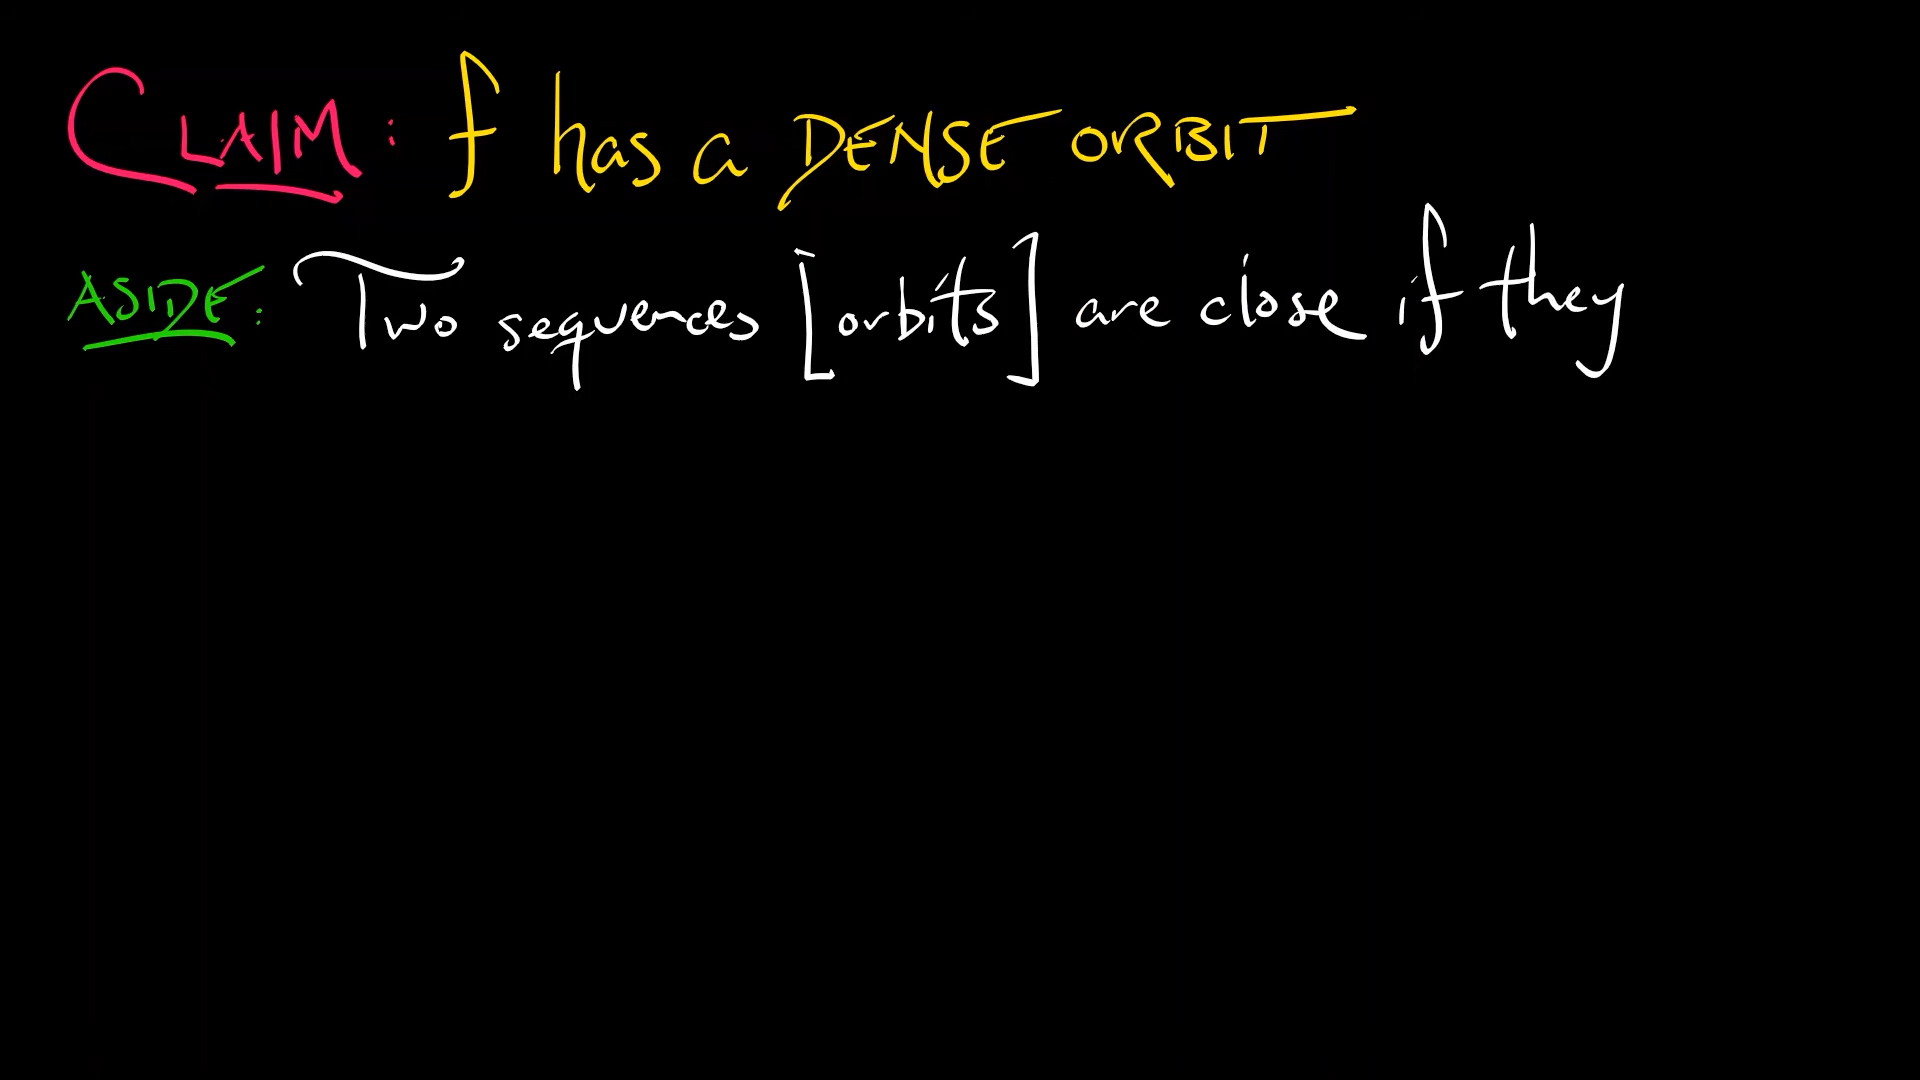 CLAIM: f has a DENSE ORBIT
ASIDE: Two sequences [orbits] are close if they